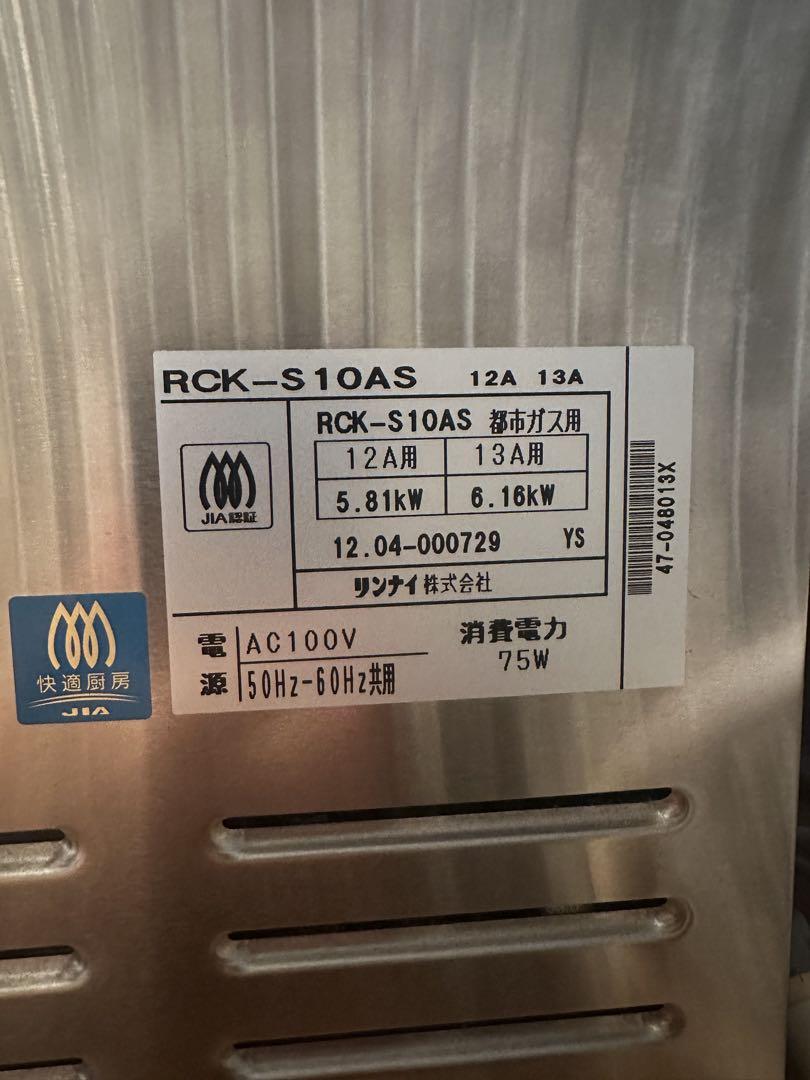 RCK-S10AS 12A 13A
RCK-S10AS 都市ガス用
12A用 13A用
5.81kW 6.16kW
12.04-000729 YS
リンナイ株式会社
JIA認証
電源 AC100V
50Hz-60Hz共用
消費電力
75W
47-048013X
快適厨房
JIA